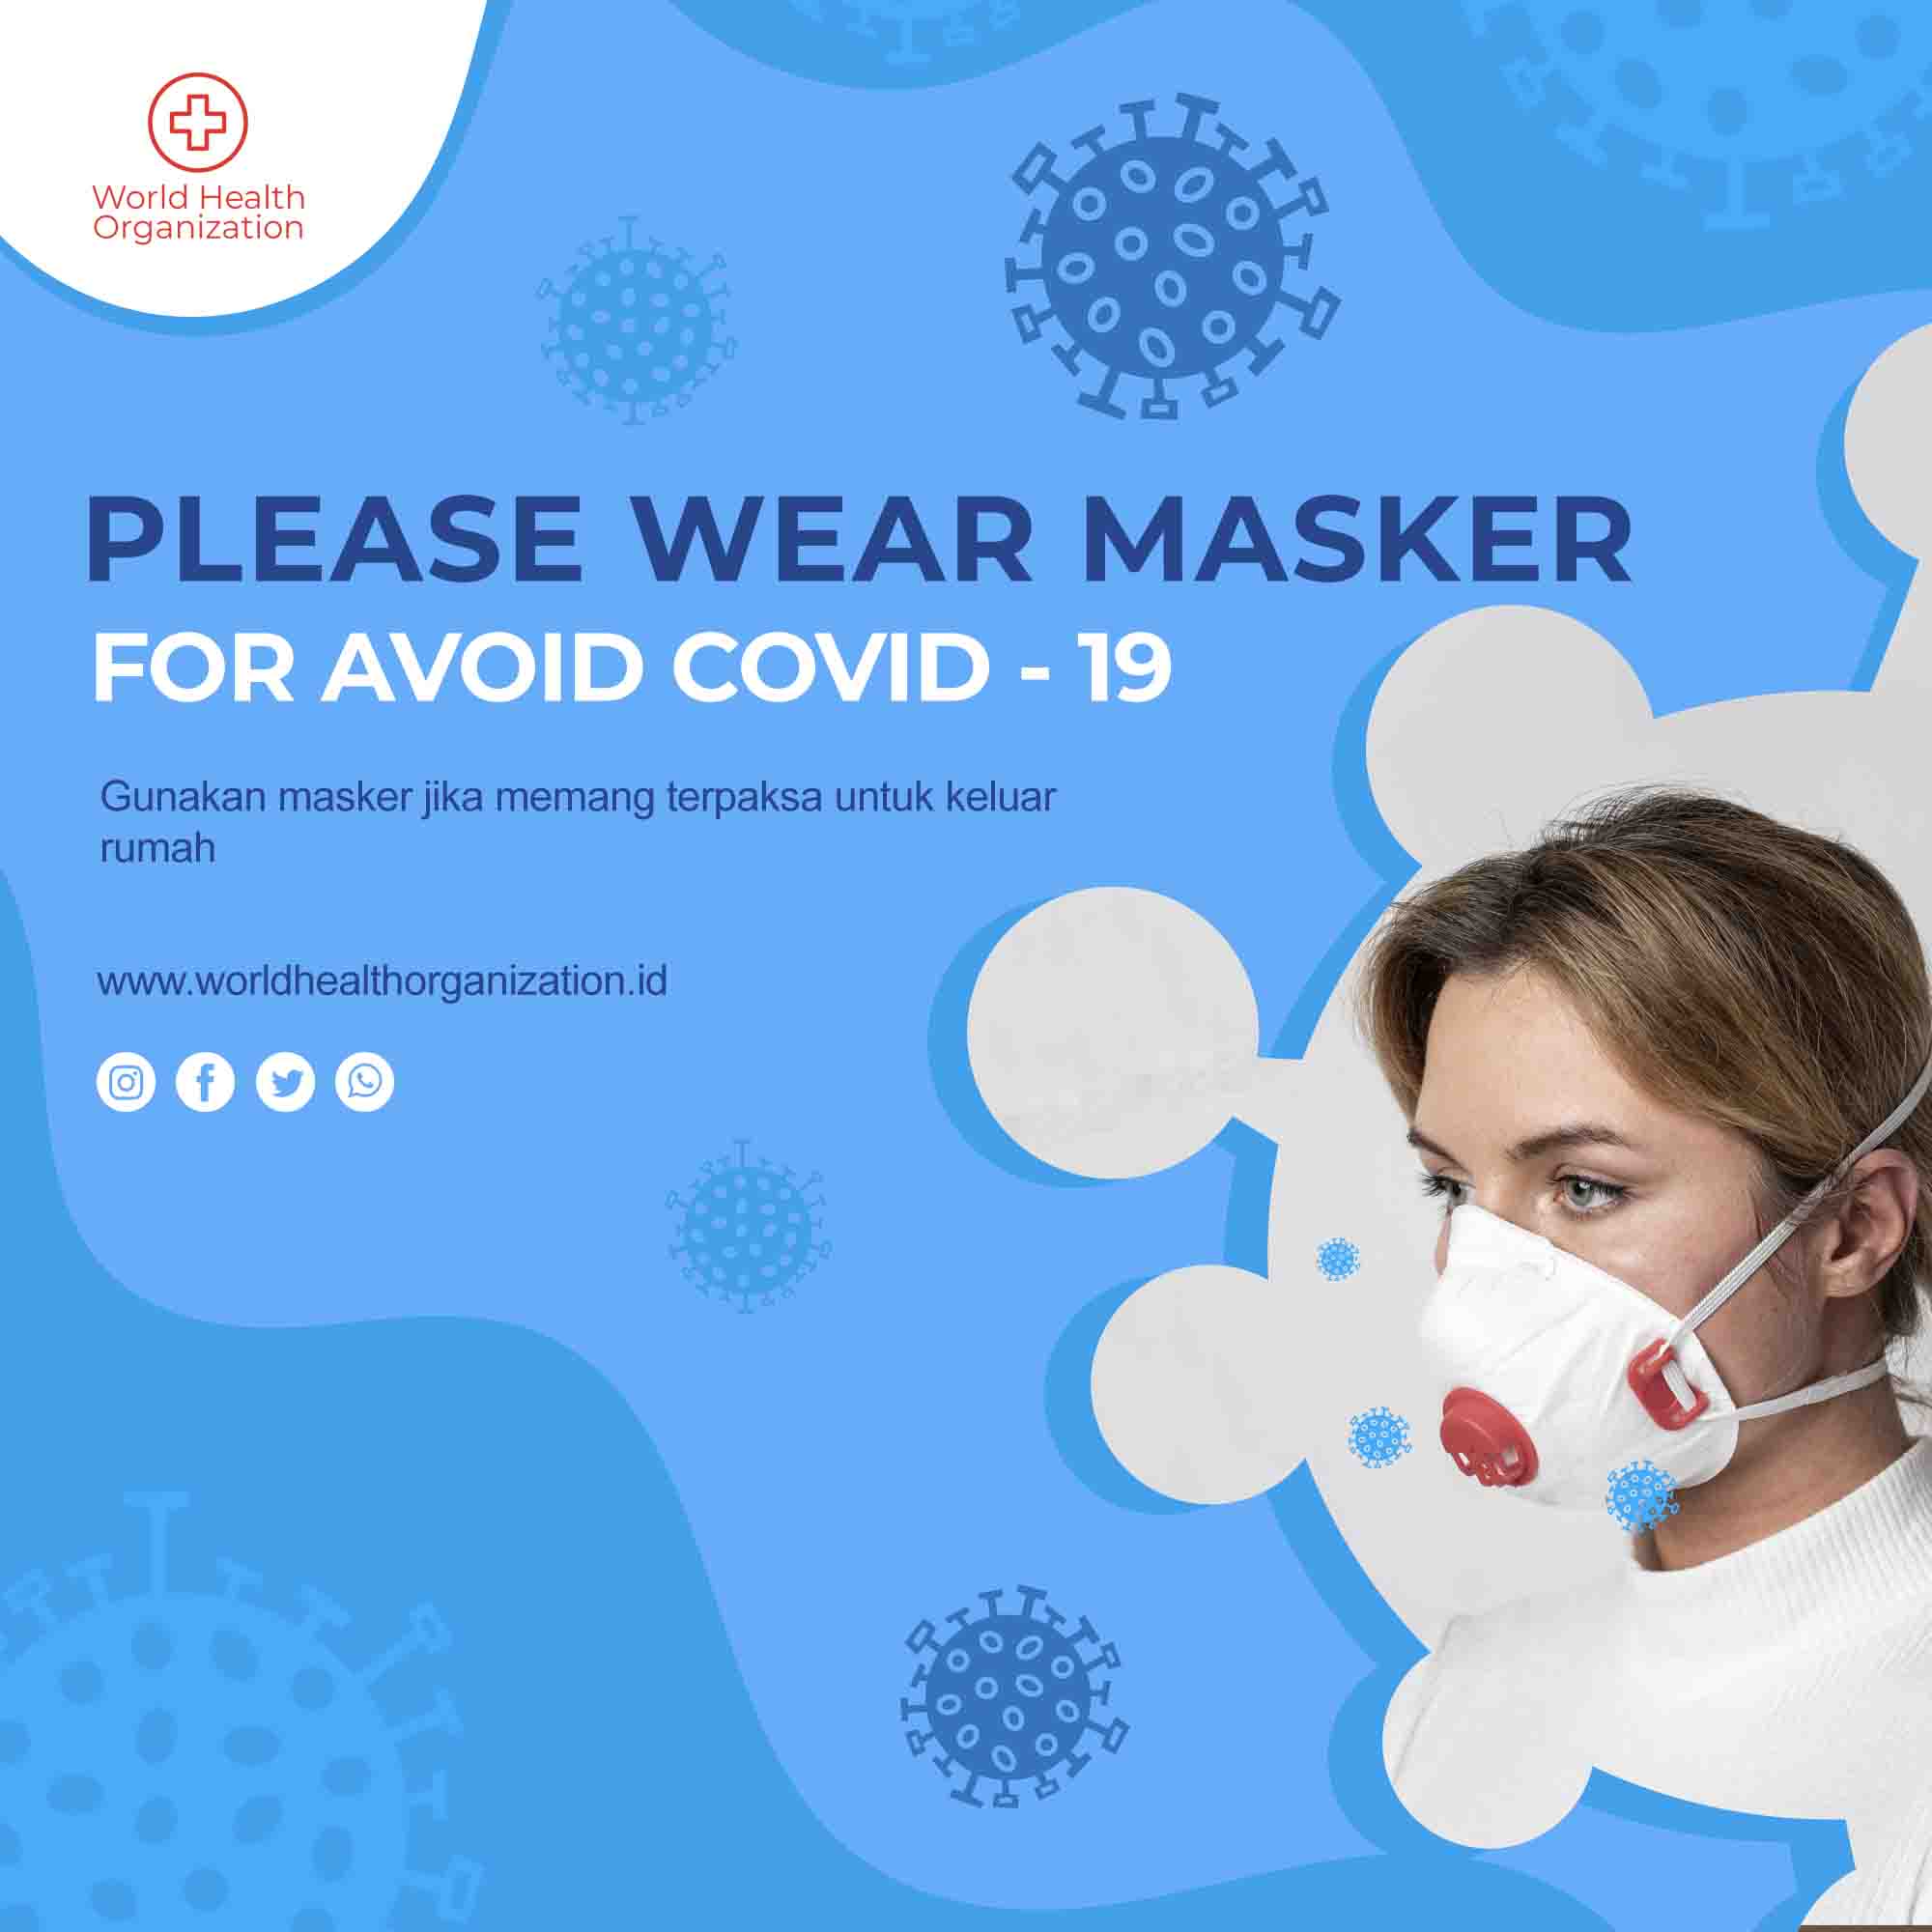 World Health
Organization
PLEASE WEAR MASKER
FOR AVOID COVID - 19
Gunakan masker jika memang terpaksa untuk keluar
rumah
www.worldhealthorganization.id